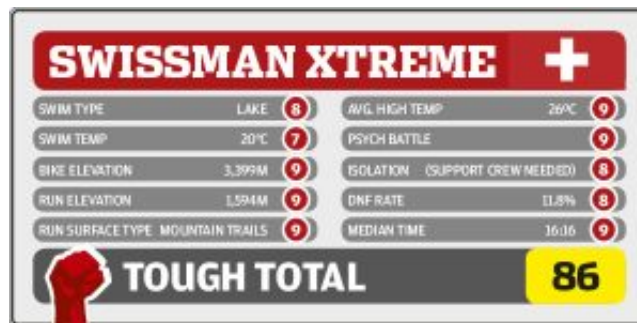 SWISSMAN XTREME
SWIM TYPE LAKE 8
SWIM TEMP 20°C 7
BIKE ELEVATION 3,399M 9
RUN ELEVATION 1,594M 9
RUN SURFACE TYPE MOUNTAIN TRAILS 9
AVG. HIGH TEMP 26°C 9
PSYCH BATTLE 9
ISOLATION (SUPPORT CREW NEEDED) 8
DNF RATE 11.8% 8
MEDIAN TIME 16:16 9
TOUGH TOTAL 86